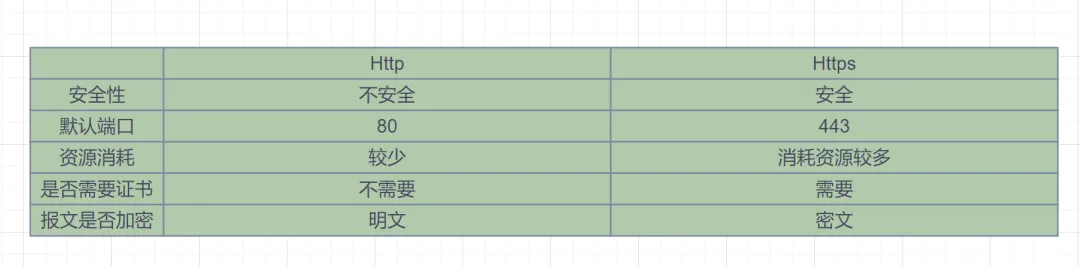 Http Https
安全性 不安全 安全
默认端口 80 443
资源消耗 较少 消耗资源较多
是否需要证书 不需要 需要
报文是否加密 明文 密文